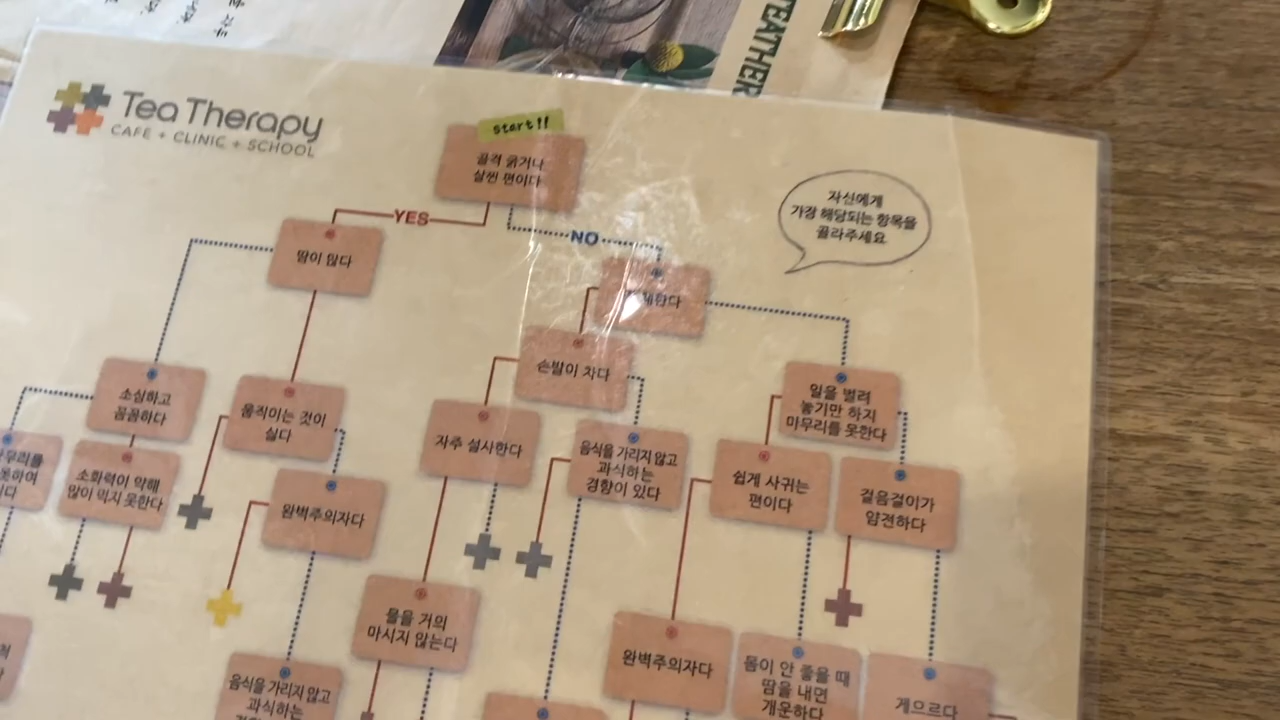 TEATHER
Tea Therapy
CAFE + CLINIC + SCHOOL
start!!
골격 굵거나
살찐 편이다
자신에게
가장 해당되는 항목을
골라주세요
YES
NO
땀이 많다
손발이 차다
소심하고
꼼꼼하다
움직이는 것이
싫다
자주 설사한다
음식을 가리지 않고
과식하는
경향이 있다
일을 벌려
놓기만 하지
마무리를 못한다
소화력이 약해
많이 먹지 못한다
완벽주의자다
쉽게 사귀는
편이다
걸음걸이가
얌전하다
물을 거의
마시지 않는다
완벽주의자다
몸이 안 좋을 때
땀을 내면
개운하다
게으르다
음식을 가리지 않고
과식하는